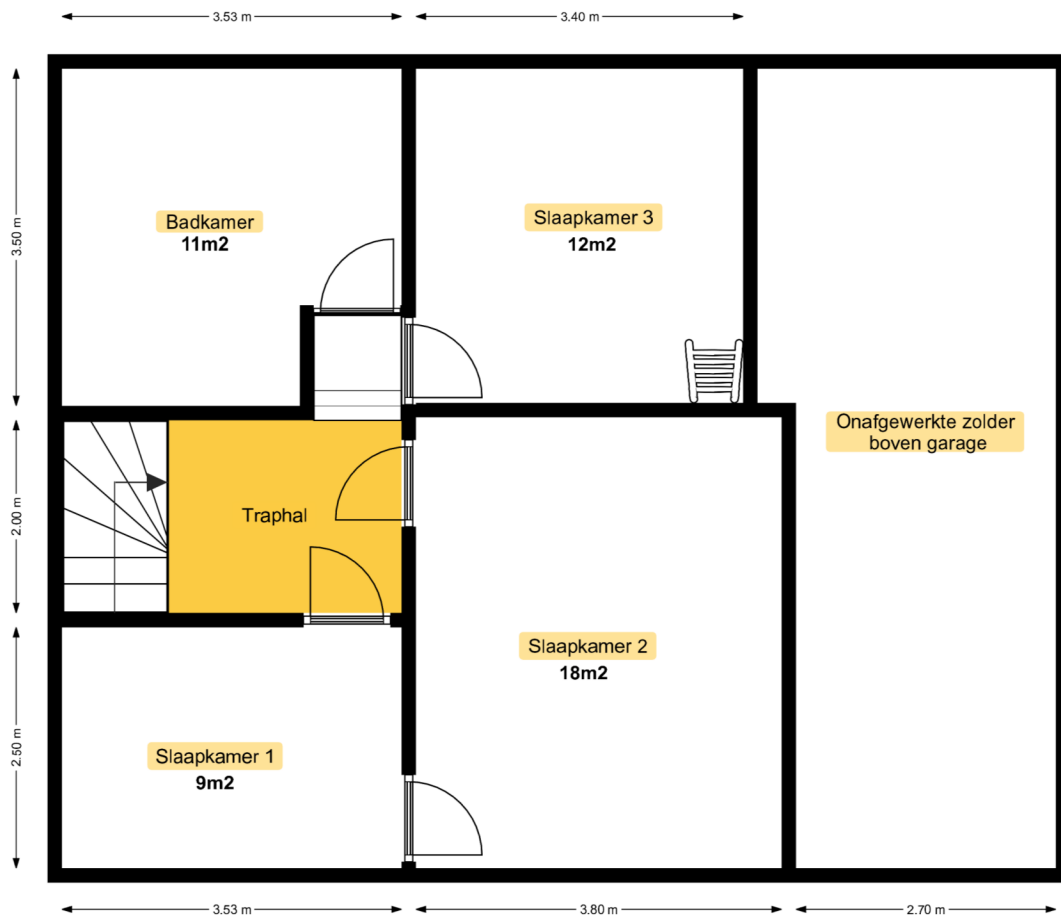 3.53 m
3.40 m
3.50 m
Badkamer
11m2
Slaapkamer 3
12m2
Onafgewerkte zolder
boven garage
2.00 m
Traphal
Slaapkamer 2
18m2
2.50 m
Slaapkamer 1
9m2
3.53 m
3.80 m
2.70 m